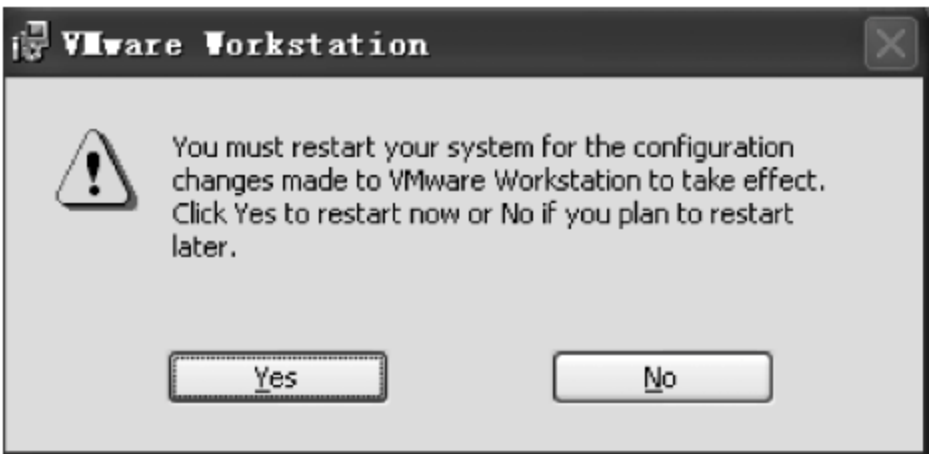 VMware Workstation
You must restart your system for the configuration
changes made to VMware Workstation to take effect.
Click Yes to restart now or No if you plan to restart
later.
Yes No